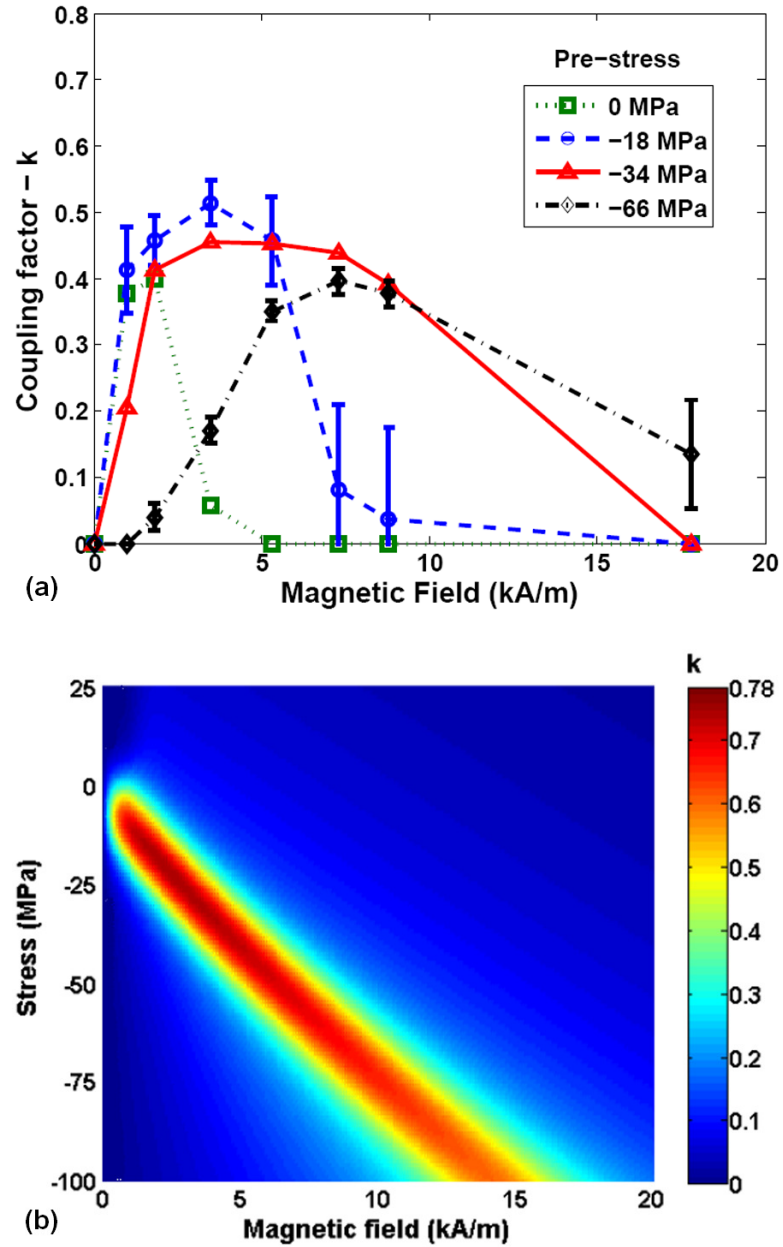 0.8
0.7
0.6
0.5
0.4
0.3
0.2
0.1
0
Coupling factor − k
Pre−stress
0 MPa
−18 MPa
−34 MPa
−66 MPa
0 5 10 15 20
Magnetic Field (kA/m)
(a)
k
25
0
-25
-50
-75
-100
Stress (MPa)
0.78
0.7
0.6
0.5
0.4
0.3
0.2
0.1
0
0 5 10 15 20
Magnetic field (kA/m)
(b)